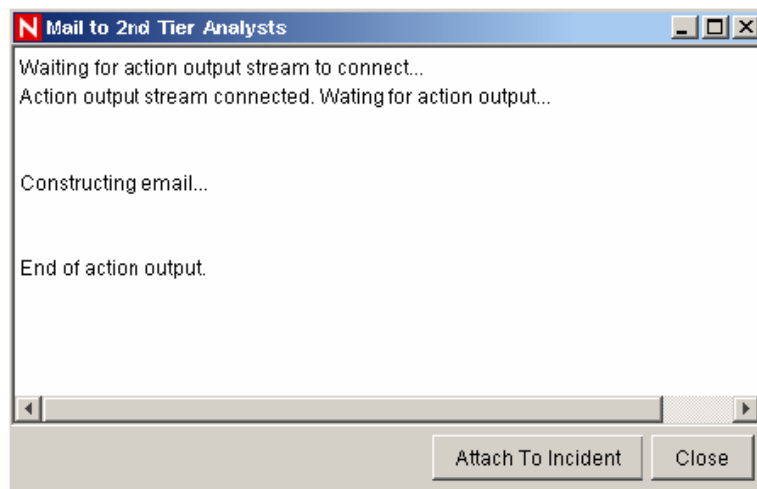 N Mail to 2nd Tier Analysts
Waiting for action output stream to connect...
Action output stream connected. Wating for action output...
Constructing email...
End of action output.
Attach To Incident Close